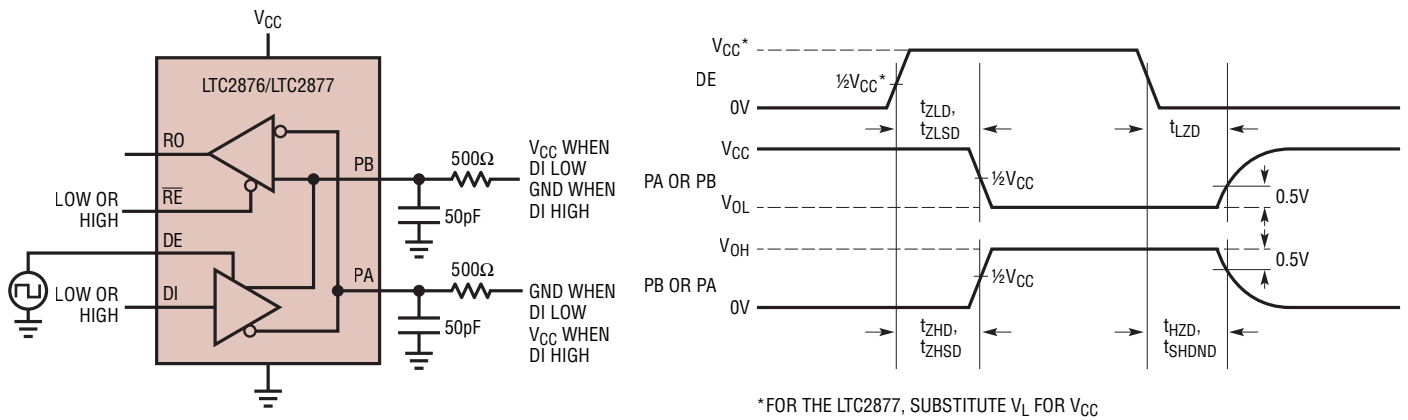 VCC
LTC2876/LTC2877
RO
PB
500Ω
VCC WHEN
DI LOW
GND WHEN
DI HIGH
LOW OR
HIGH
RE
50pF
DE
PA
500Ω
LOW OR
HIGH
DI
GND WHEN
DI LOW
VCC WHEN
DI HIGH
50pF
VCC*
DE
½VCC*
0V
tZLD,
tZLSD
tLZD
VCC
PA OR PB
½VCC
VOL
0.5V
VOH
PB OR PA
½VCC
0.5V
0V
tZHD,
tZHSD
tHZD,
tSHDND
*FOR THE LTC2877, SUBSTITUTE VL FOR VCC